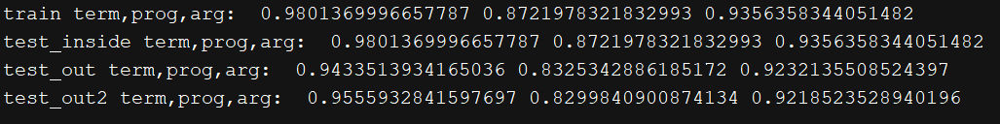 train term,prog,arg:  0.9801369996657787 0.8721978321832993 0.9356358344051482
test_inside term,prog,arg:  0.9801369996657787 0.8721978321832993 0.9356358344051482
test_out term,prog,arg:  0.9433513934165036 0.8325342886185172 0.9232135508524397
test_out2 term,prog,arg:  0.9555932841597697 0.8299840900874134 0.9218523528940196